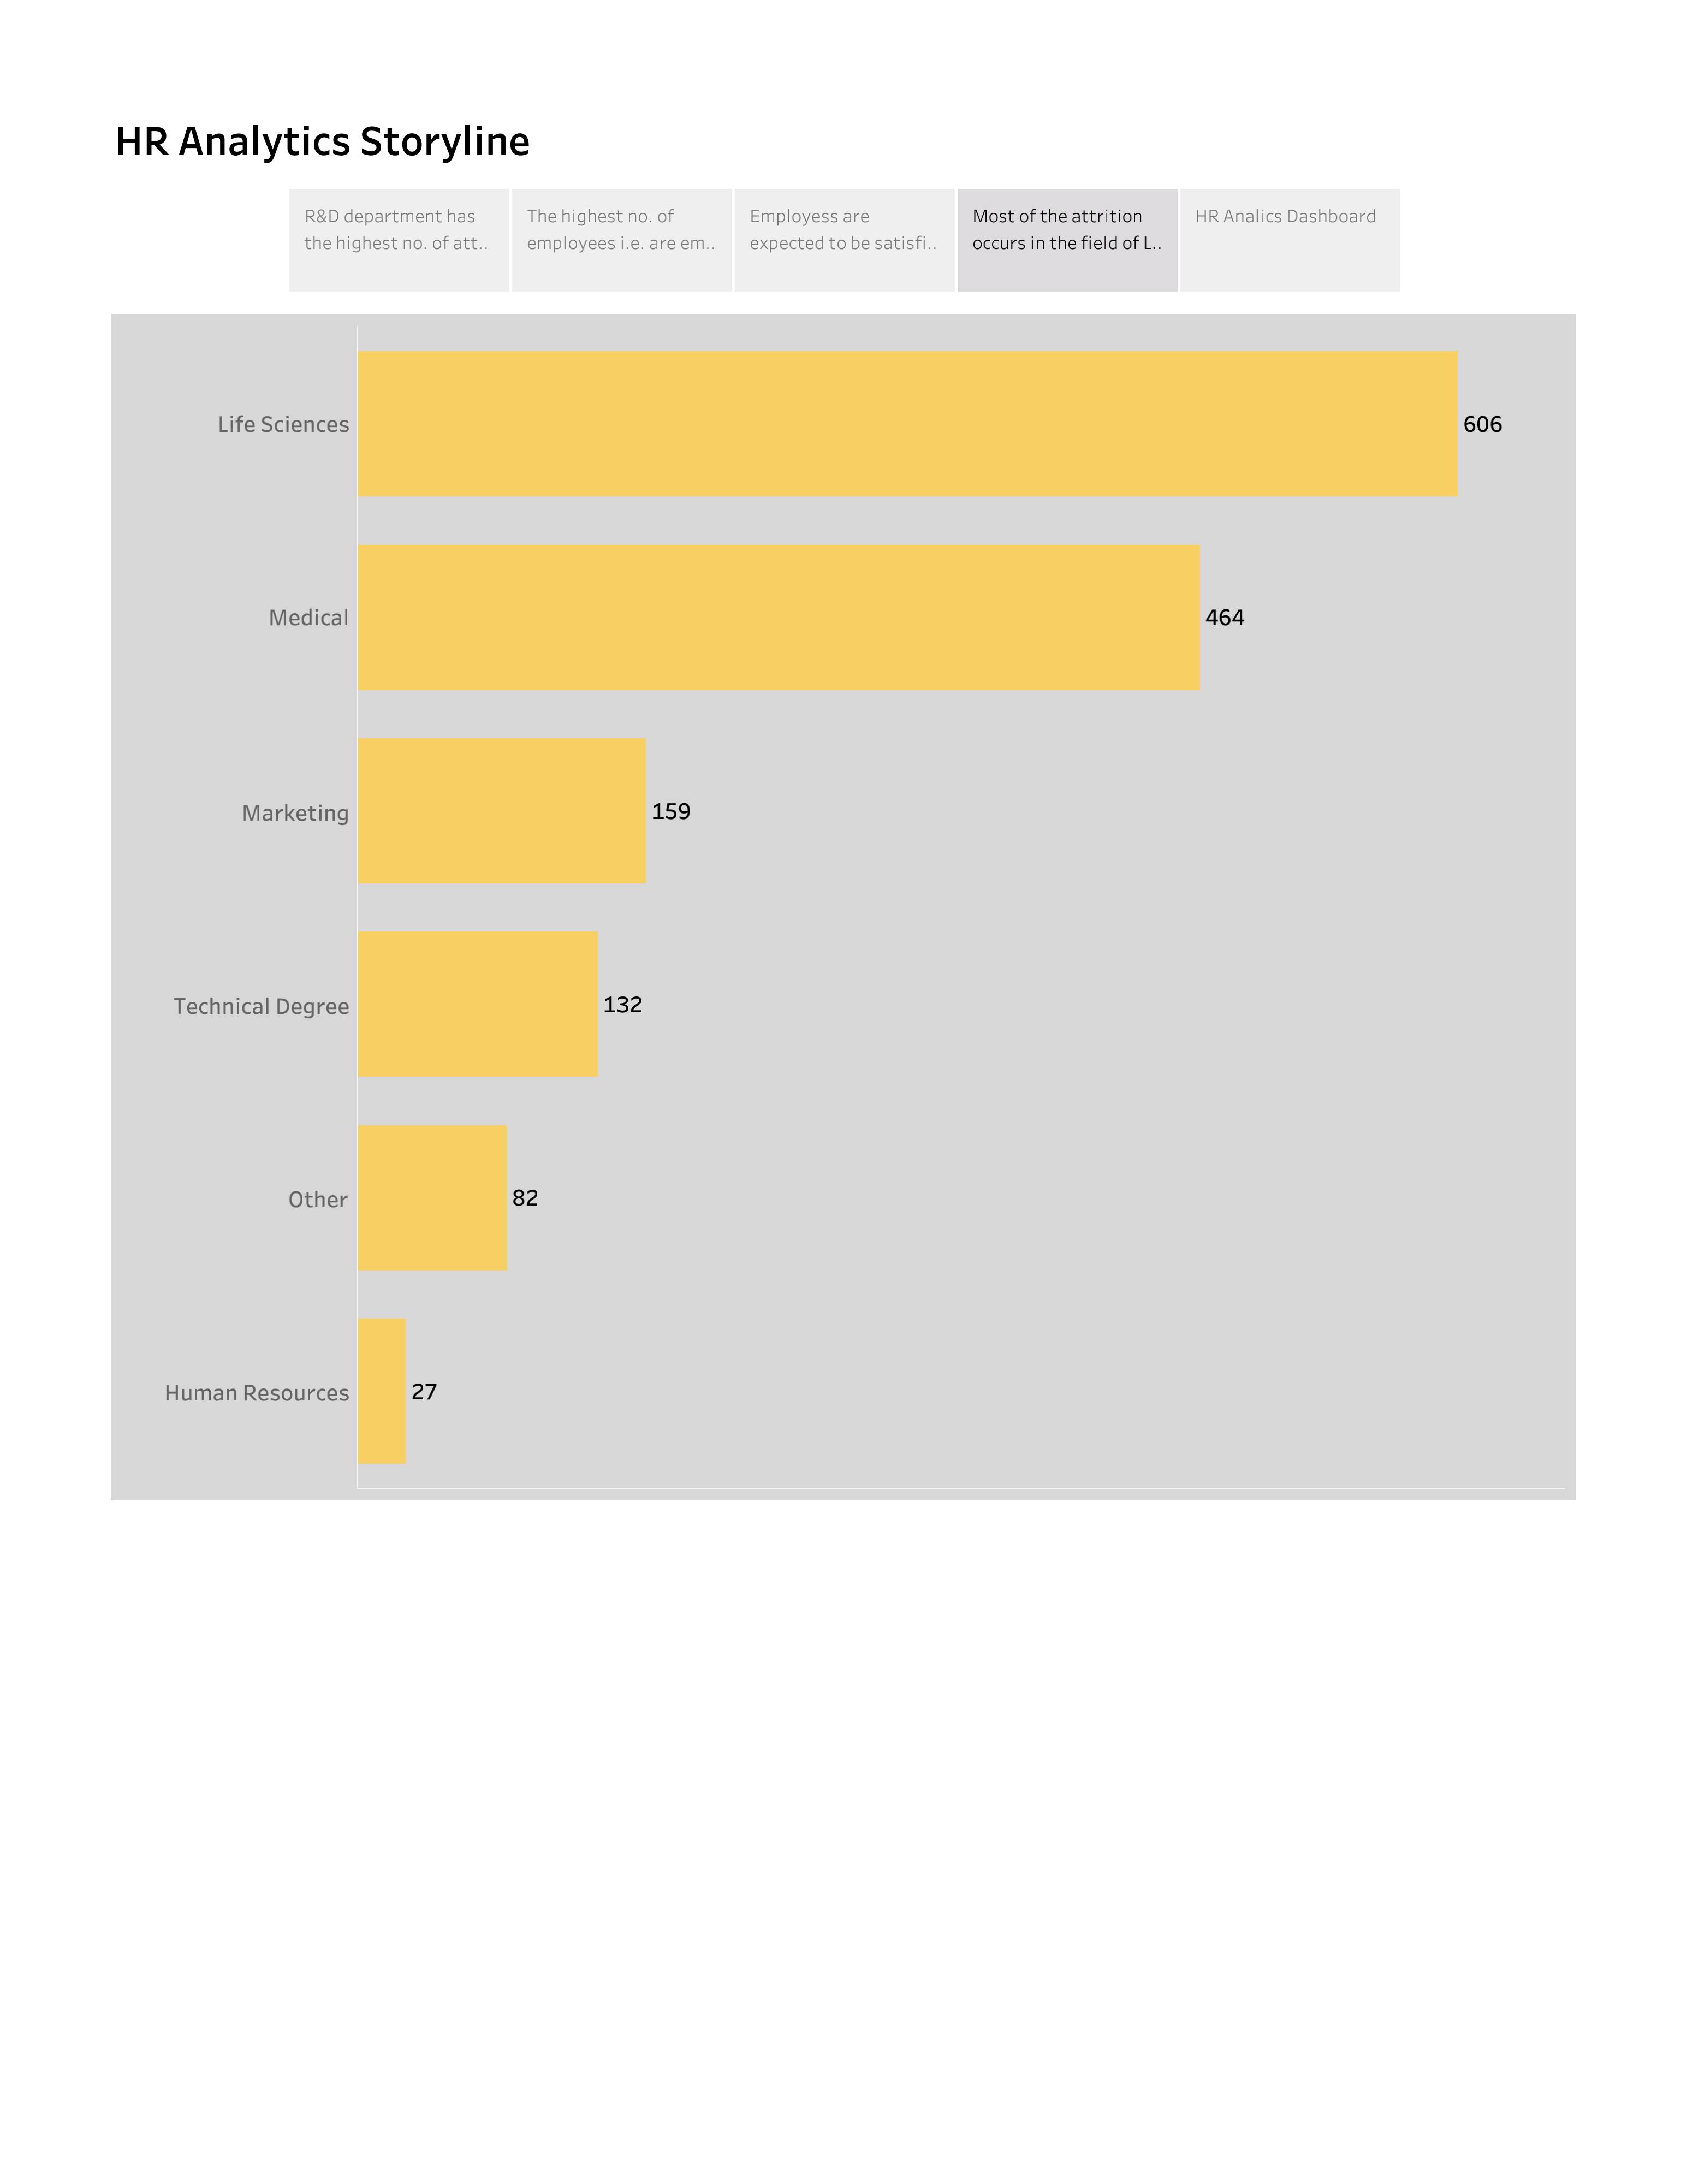 HR Analytics Storyline
R&D department has
the highest no. of att..
The highest no. of
employees i.e. are em..
Employess are
expected to be satisfi..
Most of the attrition
occurs in the field of L..
HR Analics Dashboard
Life Sciences 606
Medical 464
Marketing 159
Technical Degree 132
Other 82
Human Resources 27